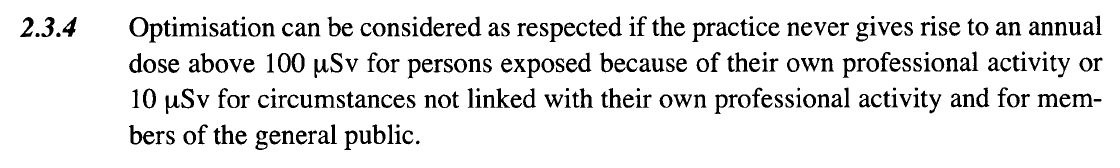 2.3.4 Optimisation can be considered as respected if the practice never gives rise to an annual
dose above 100 μSv for persons exposed because of their own professional activity or
10 μSv for circumstances not linked with their own professional activity and for mem-
bers of the general public.